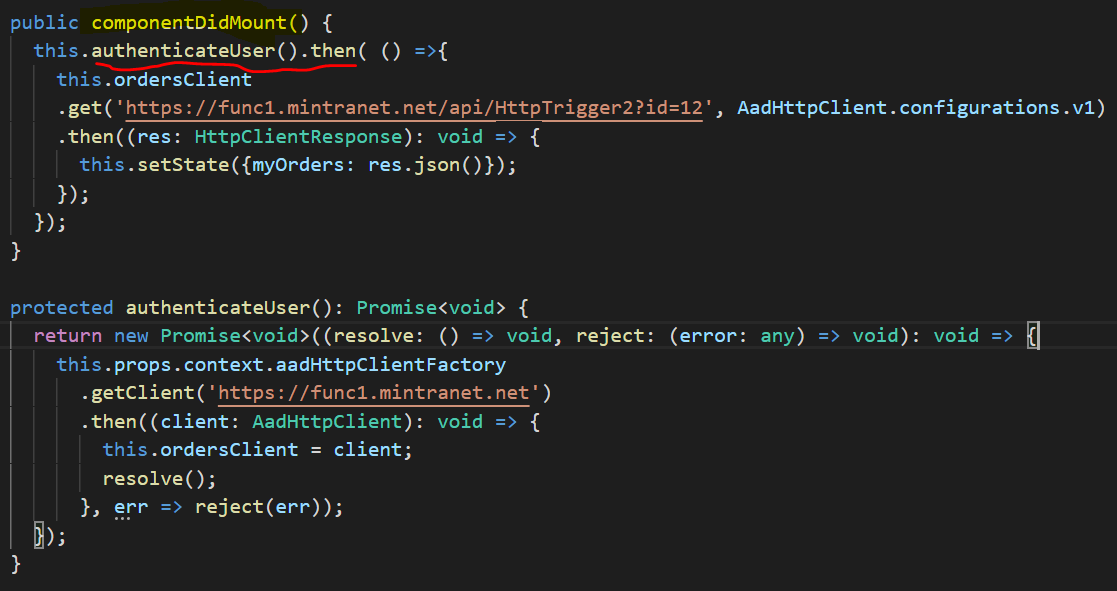 public componentDidMount() {
this.authenticateUser().then( () =>{
this.ordersClient
.get('https://func1.mintranet.net/api/HttpTrigger2?id=12', AadHttpClient.configurations.v1)
.then((res: HttpClientResponse): void => {
this.setState({myOrders: res.json()});
});
});
}
protected authenticateUser(): Promise<void> {
return new Promise<void>((resolve: () => void, reject: (error: any) => void): void => {
this.props.context.aadHttpClientFactory
.getClient('https://func1.mintranet.net')
.then((client: AadHttpClient): void => {
this.ordersClient = client;
resolve();
}, err => reject(err));
});
}